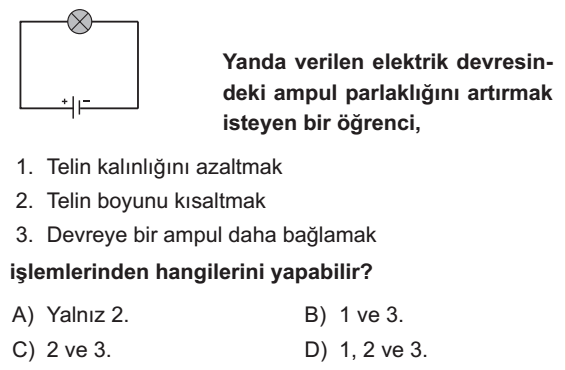 + -
Yanda verilen elektrik devresin-
deki ampul parlaklığını artırmak
isteyen bir öğrenci,
1. Telin kalınlığını azaltmak
2. Telin boyunu kısaltmak
3. Devreye bir ampul daha bağlamak
işlemlerinden hangilerini yapabilir?
A) Yalnız 2. B) 1 ve 3.
C) 2 ve 3. D) 1, 2 ve 3.